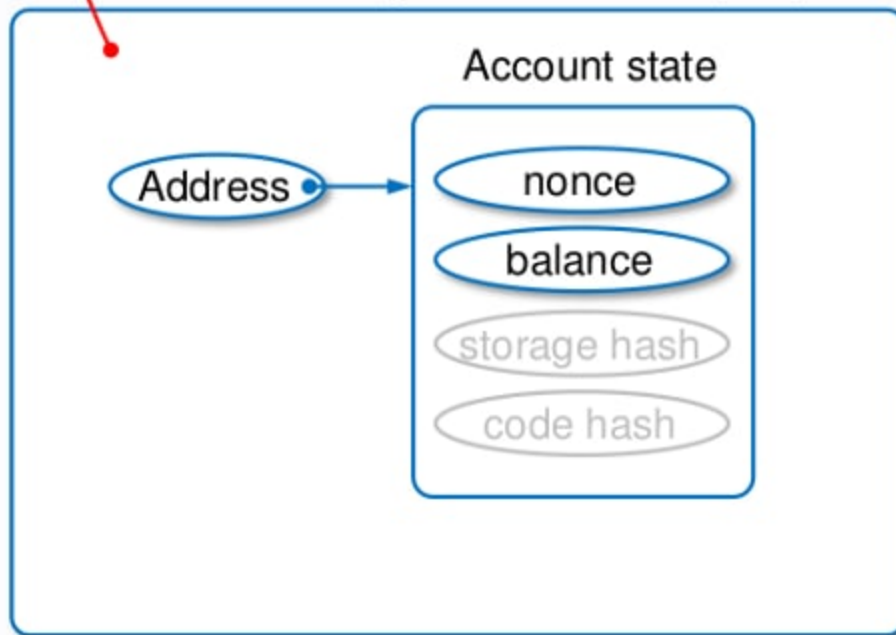 Account state
Address
nonce
balance
storage hash
code hash